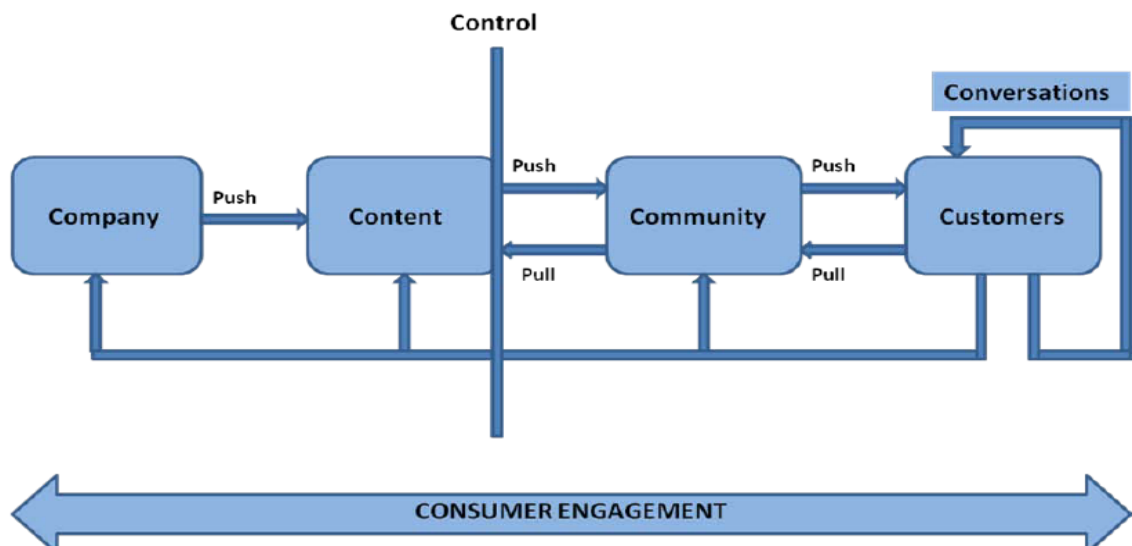 Control
Conversations
Push
Push
Push
Company
Content
Community
Customers
Pull
Pull
CONSUMER ENGAGEMENT